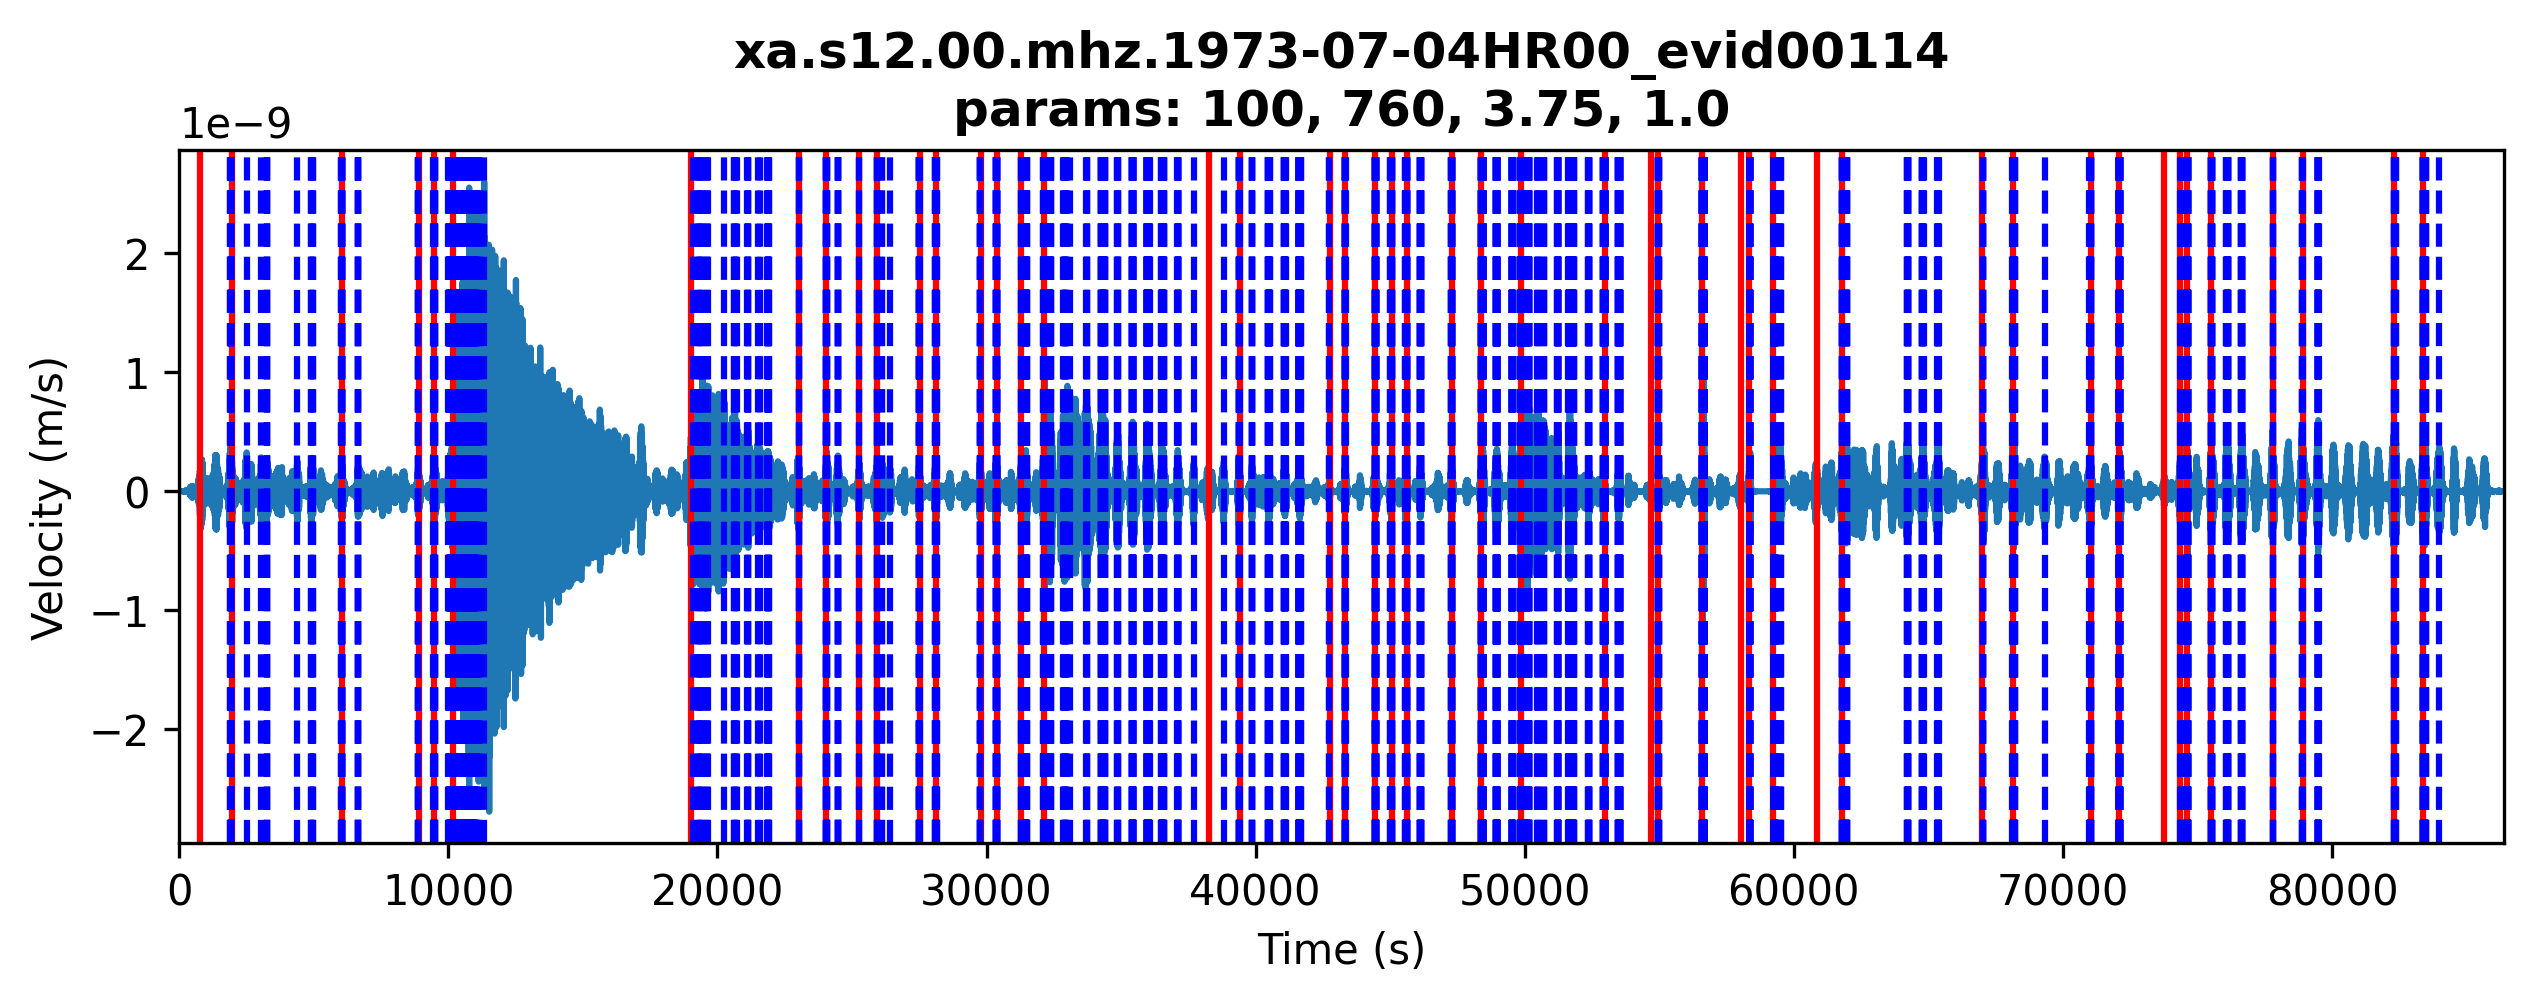 xa.s12.00.mhz.1973-07-04HR00_evid00114
params: 100, 760, 3.75, 1.0
1e−9
2
1
0
−1
−2
Velocity (m/s)
0 10000 20000 30000 40000 50000 60000 70000 80000
Time (s)